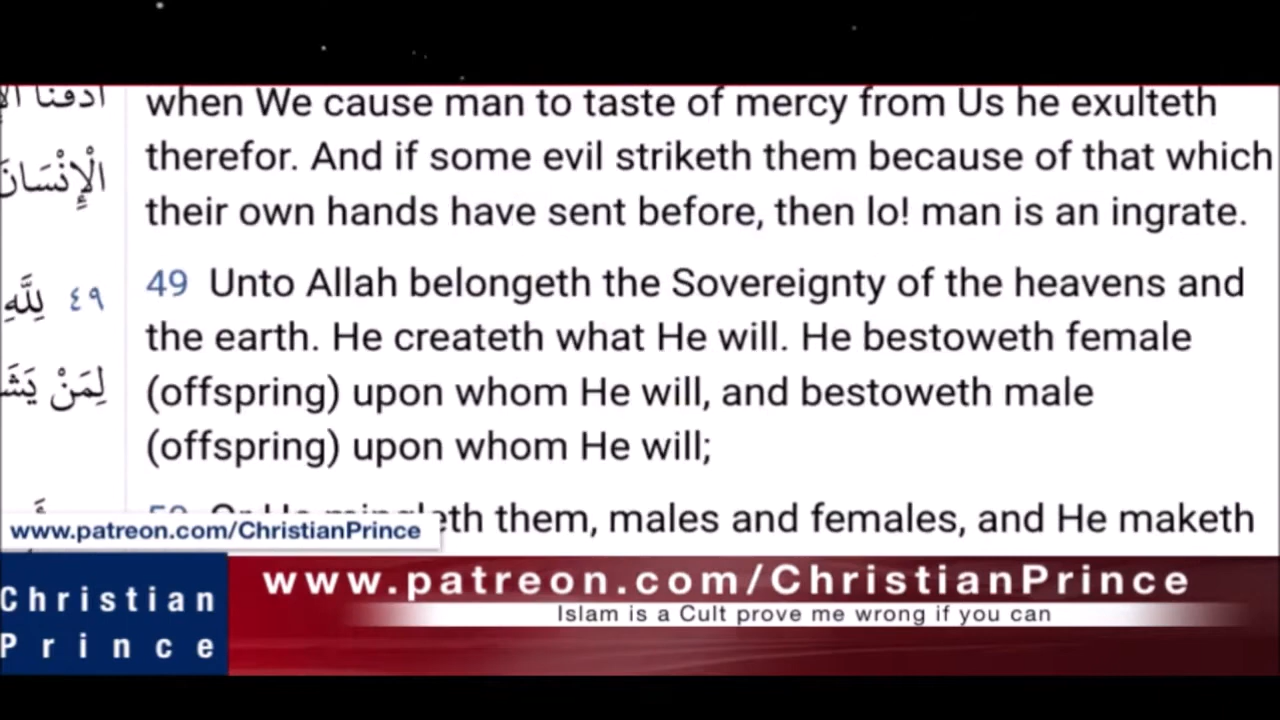 when We cause man to taste of mercy from Us he exulteth
therefor. And if some evil striketh them because of that which
their own hands have sent before, then lo! man is an ingrate.
الْإِنْسَانَ
49 Unto Allah belongeth the Sovereignty of the heavens and
the earth. He createth what He will. He bestoweth female
(offspring) upon whom He will, and bestoweth male
(offspring) upon whom He will;
٤٩ لِلَّهِ
لِمَنْ
them, males and females, and He maketh
www.patreon.com/ChristianPrince
Christian
Prince
www.patreon.com/ChristianPrince
Islam is a Cult prove me wrong if you can